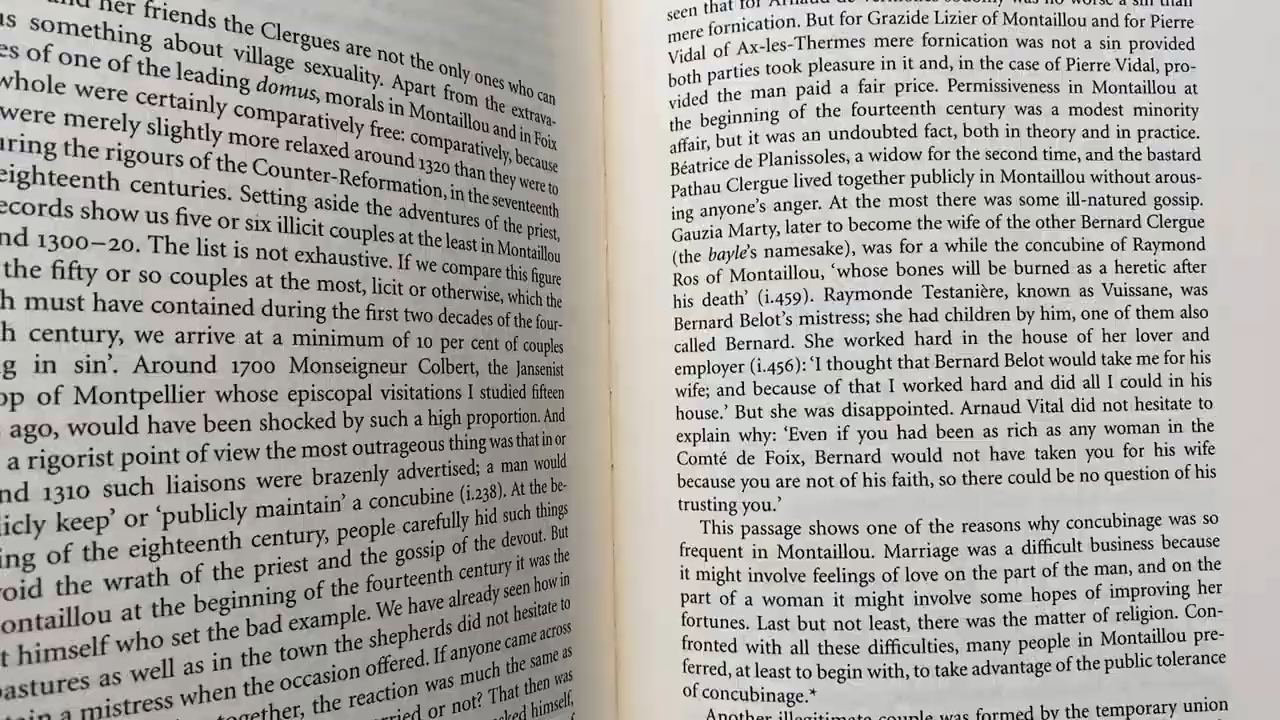 her friends the Clergues are not the only ones who can
something about village sexuality. Apart from the extrava-
es of one of the leading domus, morals in Montaillou and in Foix
whole were certainly comparatively free: comparatively, because
were merely slightly more relaxed around 1320 than they were to
uring the rigours of the Counter-Reformation, in the seventeenth
eighteenth centuries. Setting aside the adventures of the priest,
ecords show us five or six illicit couples at the least in Montaillou
nd 1300–20. The list is not exhaustive. If we compare this figure
the fifty or so couples at the most, licit or otherwise, which the
h must have contained during the first two decades of the four-
h century, we arrive at a minimum of 10 per cent of couples
g in sin’. Around 1700 Monseigneur Colbert, the Jansenist
op of Montpellier whose episcopal visitations I studied fifteen
ago, would have been shocked by such a high proportion. And
a rigorist point of view the most outrageous thing was that in or
nd 1310 such liaisons were brazenly advertised; a man would
licly keep’ or ‘publicly maintain’ a concubine (i.238). At the be-
ing of the eighteenth century, people carefully hid such things
void the wrath of the priest and the gossip of the devout. But
ontaillou at the beginning of the fourteenth century it was the
t himself who set the bad example. We have already seen how in
pastures as well as in the town the shepherds did not hesitate to
a mistress when the occasion offered. If anyone came across
together, the reaction was much the same as
or not? That then was
himself,
seen that for
mere fornication. But for Grazide Lizier of Montaillou and for Pierre
Vidal of Ax-les-Thermes mere fornication was not a sin provided
both parties took pleasure in it and, in the case of Pierre Vidal, pro-
vided the man paid a fair price. Permissiveness in Montaillou at
the beginning of the fourteenth century was a modest minority
affair, but it was an undoubted fact, both in theory and in practice.
Béatrice de Planissoles, a widow for the second time, and the bastard
Pathau Clergue lived together publicly in Montaillou without arous-
ing anyone’s anger. At the most there was some ill-natured gossip.
Gauzia Marty, later to become the wife of the other Bernard Clergue
(the bayle’s namesake), was for a while the concubine of Raymond
Ros of Montaillou, ‘whose bones will be burned as a heretic after
his death’ (i.459). Raymonde Testanière, known as Vuissane, was
Bernard Belot’s mistress; she had children by him, one of them also
called Bernard. She worked hard in the house of her lover and
employer (i.456): ‘I thought that Bernard Belot would take me for his
wife; and because of that I worked hard and did all I could in his
house.’ But she was disappointed. Arnaud Vital did not hesitate to
explain why: ‘Even if you had been as rich as any woman in the
Comté de Foix, Bernard would not have taken you for his wife
because you are not of his faith, so there could be no question of his
trusting you.’
This passage shows one of the reasons why concubinage was so
frequent in Montaillou. Marriage was a difficult business because
it might involve feelings of love on the part of the man, and on the
part of a woman it might involve some hopes of improving her
fortunes. Last but not least, there was the matter of religion. Con-
fronted with all these difficulties, many people in Montaillou pre-
ferred, at least to begin with, to take advantage of the public tolerance
of concubinage.*
Another illegitimate couple was formed by the temporary union